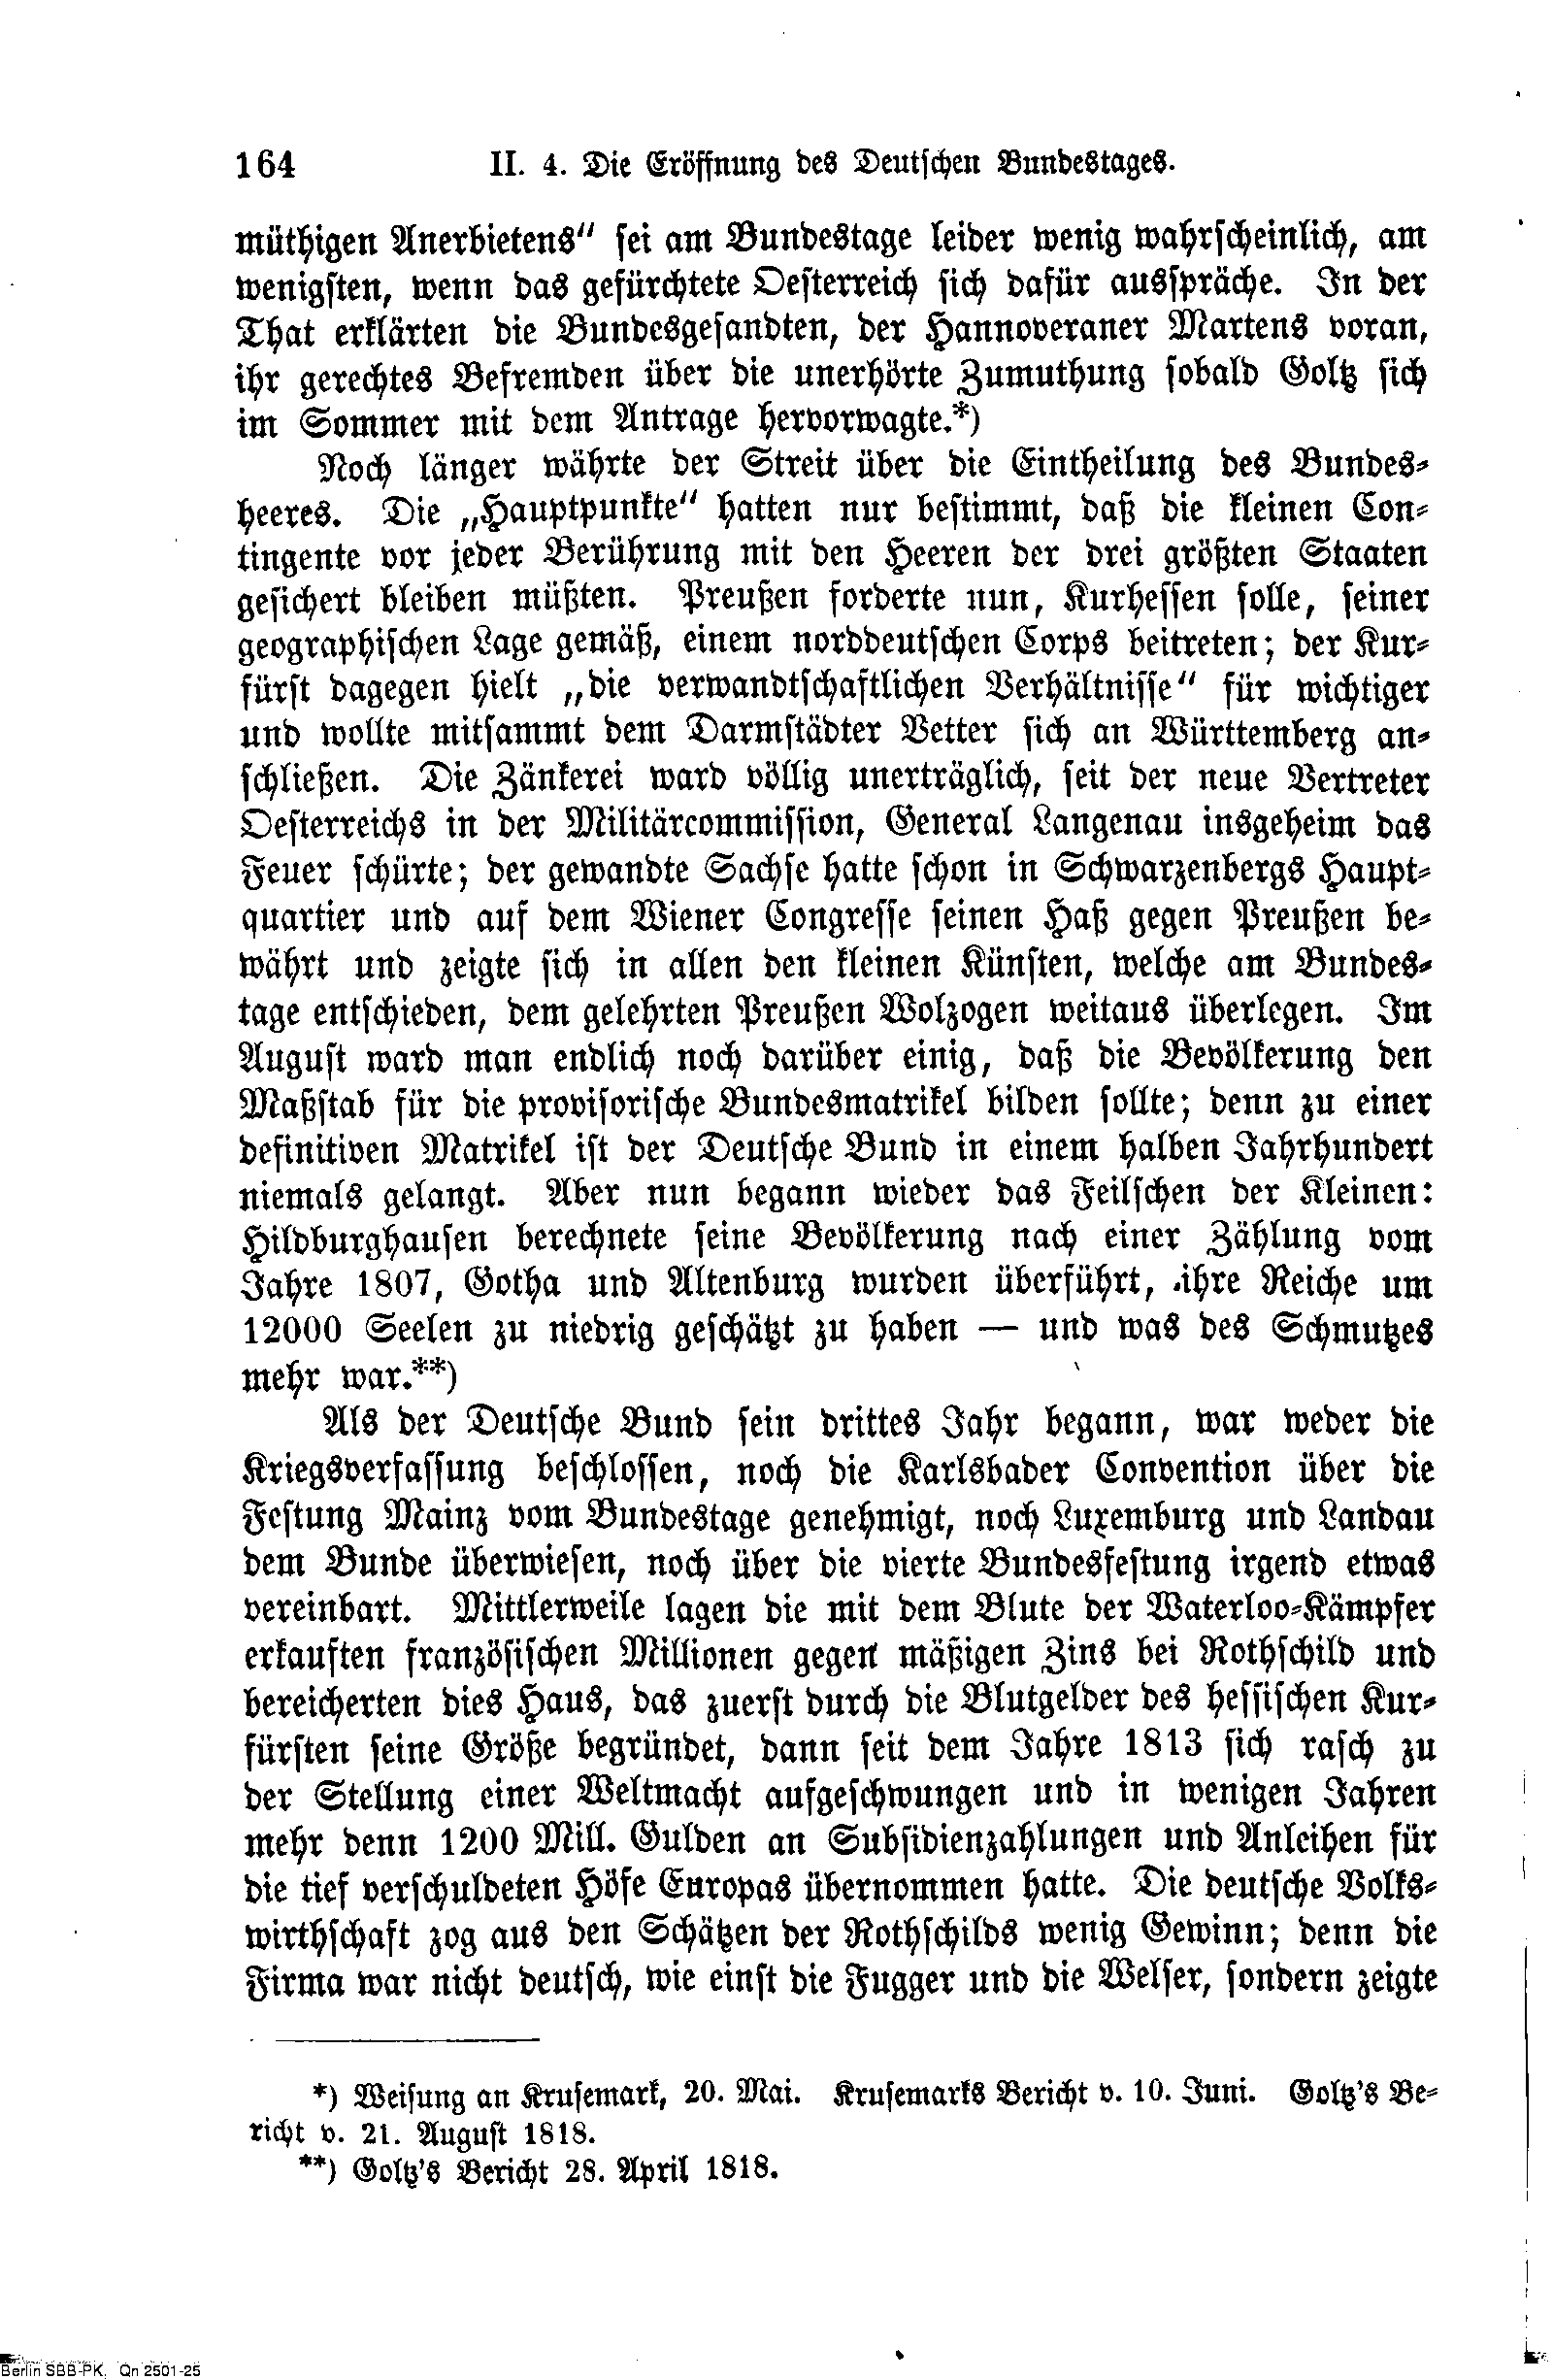 164 II. 4. Die Eröffnung des Deutschen Bundestages.
müthigen Anerbietens“ sei am Bundestage leider wenig wahrscheinlich, am
wenigsten, wenn das gefürchtete Oesterreich sich dafür ausspräche. In der
That erklärten die Bundesgesandten, der Hannoveraner Martens voran,
ihr gerechtes Befremden über die unerhörte Zumuthung sobald Goltz sich
im Sommer mit dem Antrage hervorwagte.*)
Noch länger währte der Streit über die Eintheilung des Bundes-
heeres. Die „Hauptpunkte“ hatten nur bestimmt, daß die kleinen Con-
tingente vor jeder Berührung mit den Heeren der drei größten Staaten
gesichert bleiben müßten. Preußen forderte nun, Kurhessen solle, seiner
geographischen Lage gemäß, einem norddeutschen Corps beitreten; der Kur-
fürst dagegen hielt „die verwandtschaftlichen Verhältnisse“ für wichtiger
und wollte mitsammt dem Darmstädter Vetter sich an Württemberg an-
schließen. Die Zänkerei ward völlig unerträglich, seit der neue Vertreter
Oesterreichs in der Militärcommission, General Langenau insgeheim das
Feuer schürte; der gewandte Sachse hatte schon in Schwarzenbergs Haupt-
quartier und auf dem Wiener Congresse seinen Haß gegen Preußen be-
währt und zeigte sich in allen den kleinen Künsten, welche am Bundes-
tage entschieden, dem gelehrten Preußen Wolzogen weitaus überlegen. Im
August ward man endlich noch darüber einig, daß die Bevölkerung den
Maßstab für die provisorische Bundesmatrikel bilden sollte; denn zu einer
definitiven Matrikel ist der Deutsche Bund in einem halben Jahrhundert
niemals gelangt. Aber nun begann wieder das Feilschen der Kleinen:
Hildburghausen berechnete seine Bevölkerung nach einer Zählung vom
Jahre 1807, Gotha und Altenburg wurden überführt, ihre Reiche um
12000 Seelen zu niedrig geschätzt zu haben — und was des Schmutzes
mehr war.**)
Als der Deutsche Bund sein drittes Jahr begann, war weder die
Kriegsverfassung beschlossen, noch die Karlsbader Convention über die
Festung Mainz vom Bundestage genehmigt, noch Luxemburg und Landau
dem Bunde überwiesen, noch über die vierte Bundesfestung irgend etwas
vereinbart. Mittlerweile lagen die mit dem Blute der Waterloo-Kämpfer
erkauften französischen Millionen gegen mäßigen Zins bei Rothschild und
bereicherten dies Haus, das zuerst durch die Blutgelder des hessischen Kur-
fürsten seine Größe begründet, dann seit dem Jahre 1813 sich rasch zu
der Stellung einer Weltmacht aufgeschwungen und in wenigen Jahren
mehr denn 1200 Mill. Gulden an Subsidienzahlungen und Anleihen für
die tief verschuldeten Höfe Europas übernommen hatte. Die deutsche Volks-
wirthschaft zog aus den Schätzen der Rothschilds wenig Gewinn; denn die
Firma war nicht deutsch, wie einst die Fugger und die Welser, sondern zeigte
*) Weisung an Krusemark, 20. Mai. Krusemarks Bericht v. 10. Juni. Goltz's Be-
richt v. 21. August 1818.
**) Goltz's Bericht 28. April 1818.
Berlin SBB-PK, Qn 2501-25